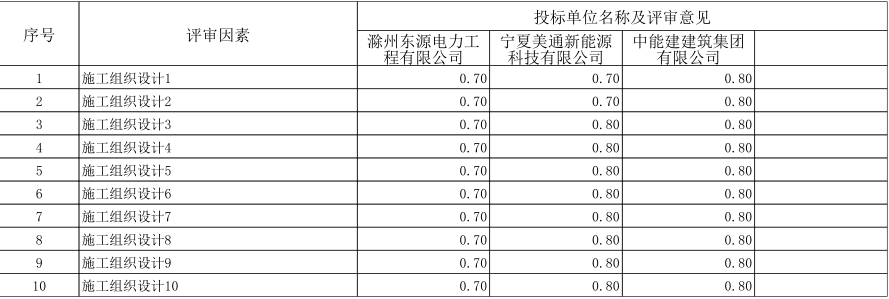 序号 评审因素 投标单位名称及评审意见
滁州东源电力工程有限公司 宁夏美通新能源科技有限公司 中能建建筑集团有限公司
1 施工组织设计1 0.70 0.70 0.80
2 施工组织设计2 0.70 0.70 0.80
3 施工组织设计3 0.70 0.80 0.80
4 施工组织设计4 0.70 0.80 0.80
5 施工组织设计5 0.70 0.80 0.80
6 施工组织设计6 0.70 0.80 0.80
7 施工组织设计7 0.70 0.80 0.80
8 施工组织设计8 0.70 0.80 0.80
9 施工组织设计9 0.70 0.80 0.80
10 施工组织设计10 0.70 0.80 0.80